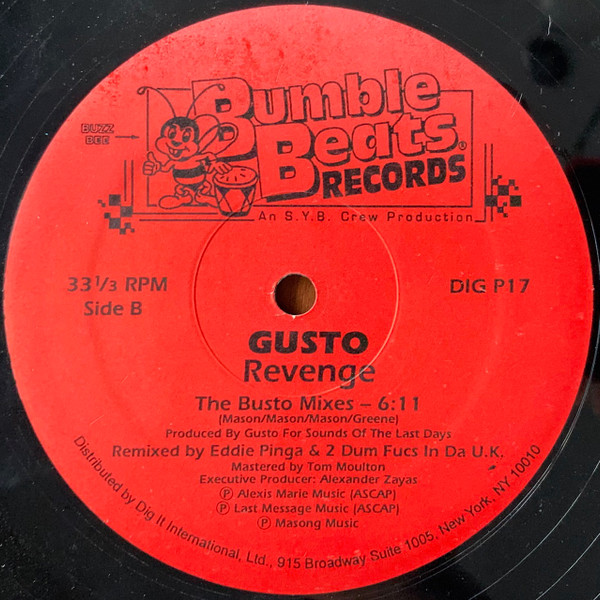 Bumble
Beats®
RECORDS
BUZZ
BEE
An S.Y.B. Crew Production
33 1/3 RPM
Side B
DIG P17
GUSTO
Revenge
The Busto Mixes – 6:11
(Mason/Mason/Mason/Greene)
Produced By Gusto For Sounds Of The Last Days
Remixed by Eddie Pinga & 2 Dum Fucs In Da U.K.
Mastered by Tom Moulton
Executive Producer: Alexander Zayas
℗ Alexis Marie Music (ASCAP)
℗ Last Message Music (ASCAP)
℗ Masong Music
Distributed by Dig It International, Ltd., 915 Broadway Suite 1005, New York, NY 10010